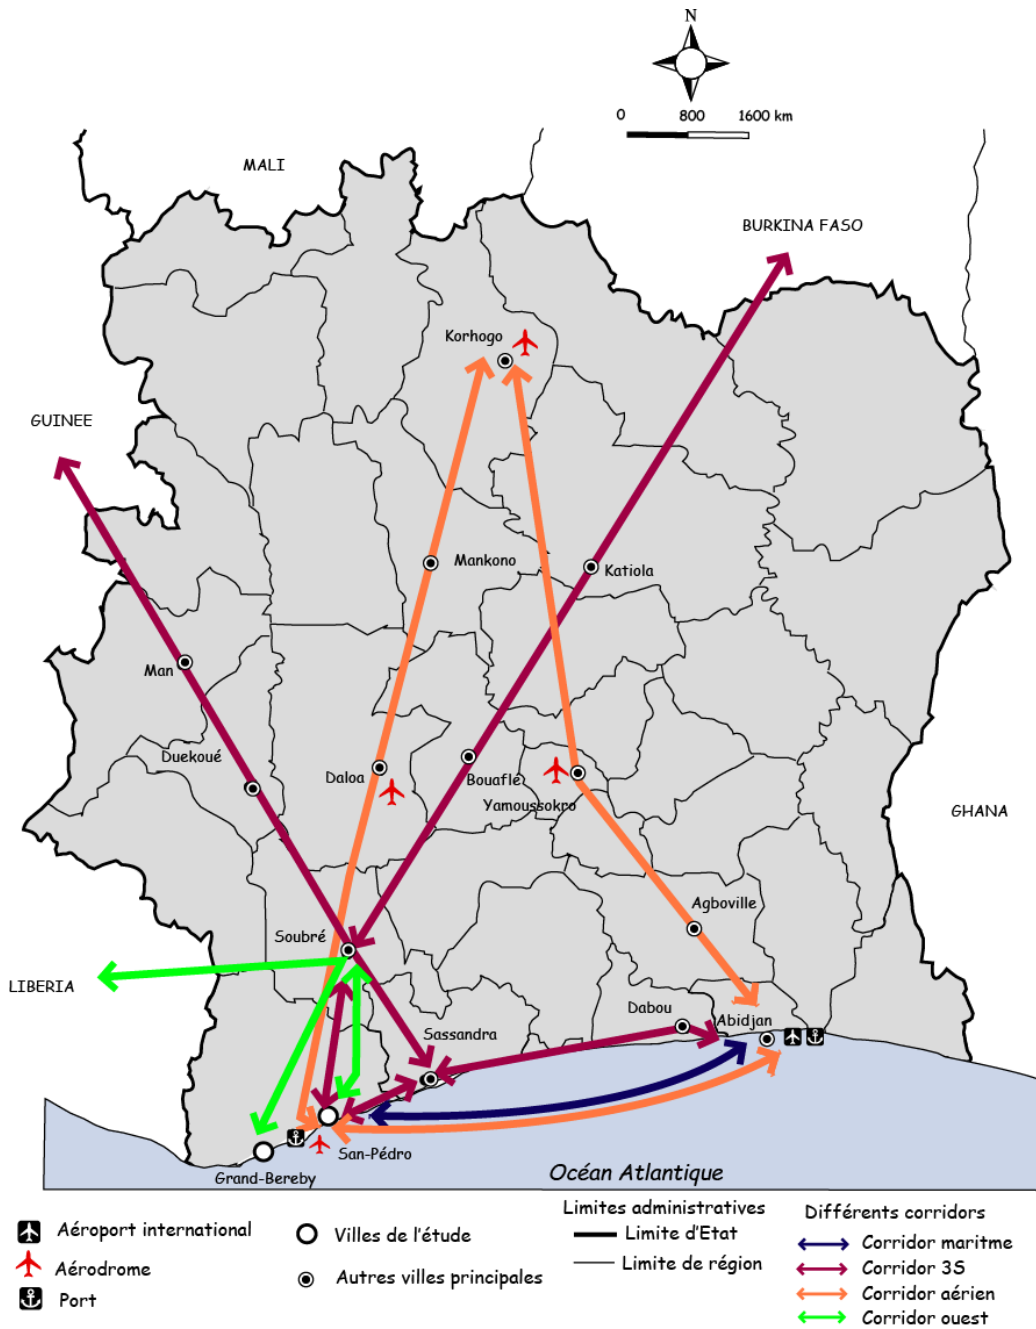 N
0 800 1600 km
MALI
BURKINA FASO
Korhogo
GUINEE
Mankono
Katiola
Man
Duekoué
Daloa
Bouaflé
Yamoussokro
GHANA
Agboville
Soubré
LIBERIA
Dabou
Abidjan
Sassandra
San-Pédro
Grand-Bereby
Océan Atlantique
Aéroport international
Aérodrome
Port
Villes de l'étude
Autres villes principales
Limites administratives
Limite d'Etat
Limite de région
Différents corridors
Corridor maritme
Corridor 3S
Corridor aérien
Corridor ouest